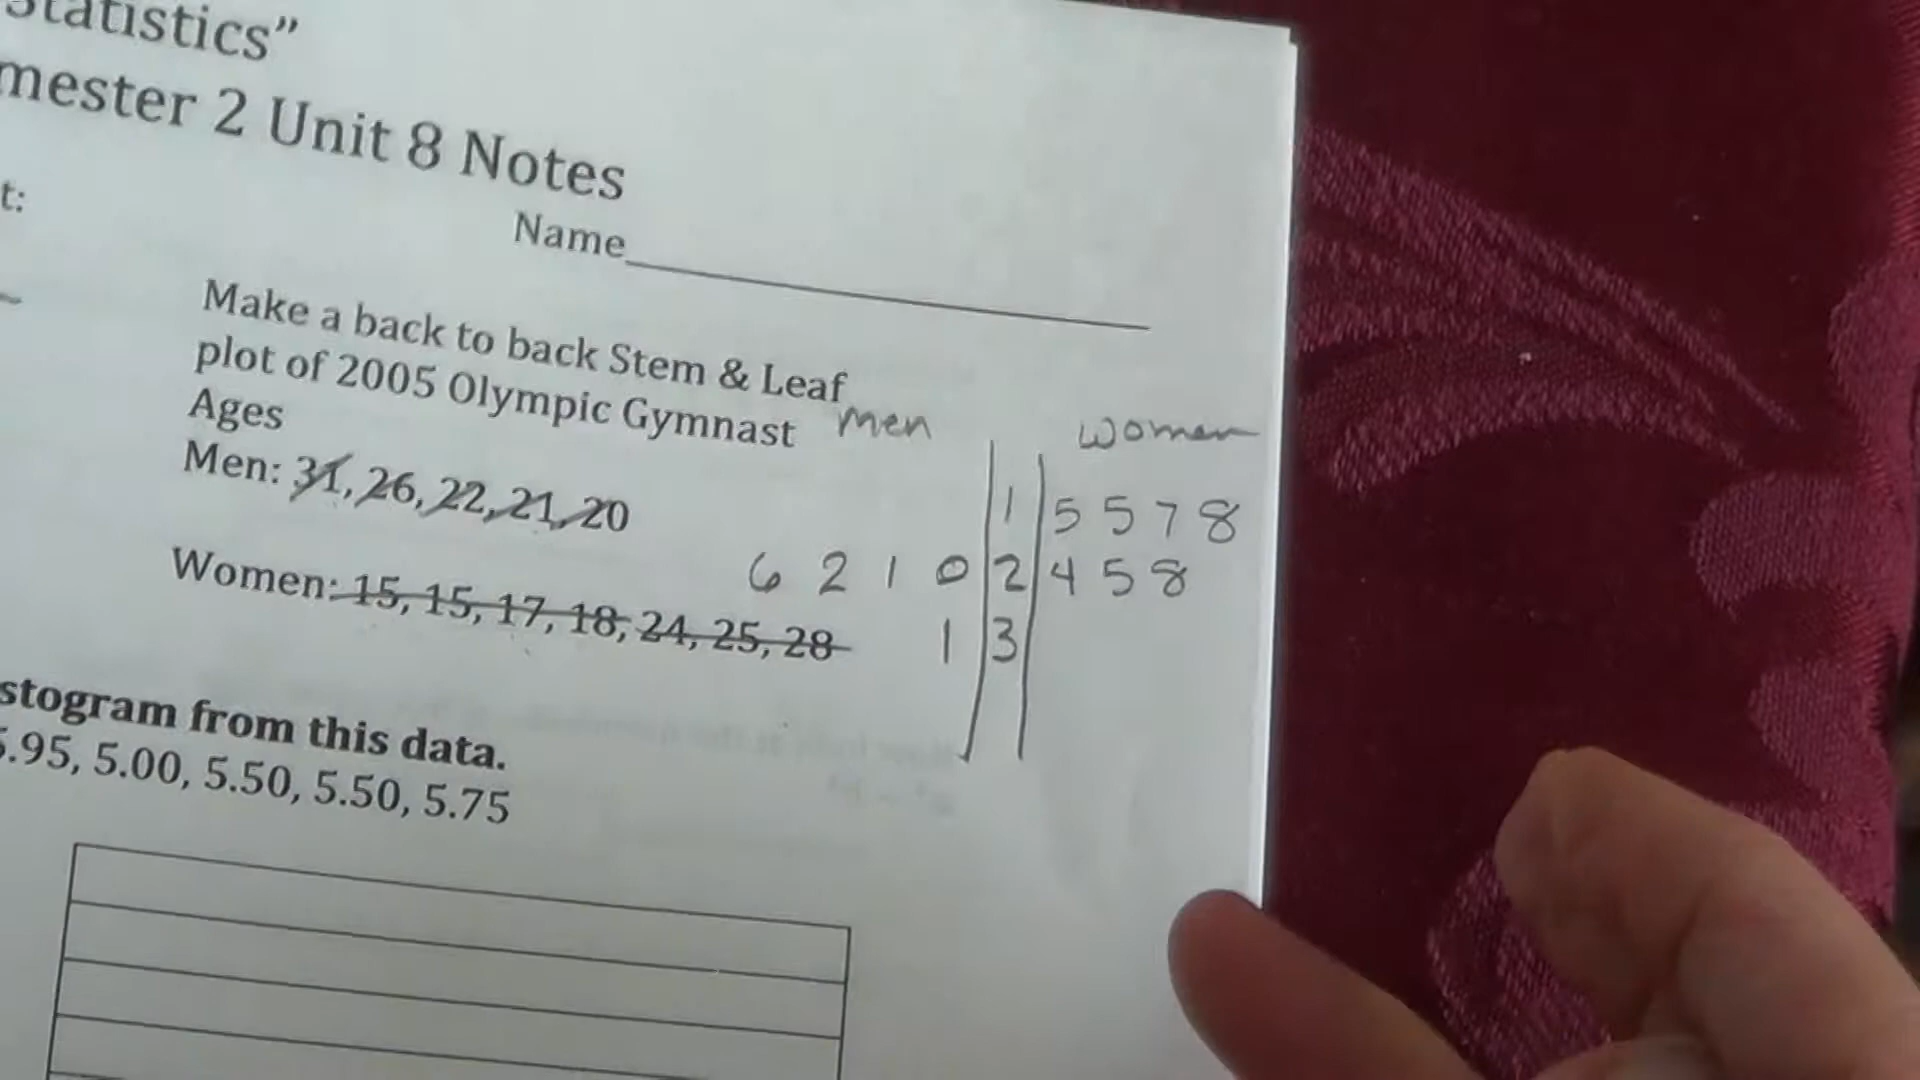 Statistics”
mester 2 Unit 8 Notes
t:
Name
Make a back to back Stem & Leaf
plot of 2005 Olympic Gymnast
Ages
Men: 31, 26, 22, 21, 20
Women: 15, 15, 17, 18, 24, 25, 28
men women
1 5 5 7 8
6 2 1 0 2 4 5 8
1 3
stogram from this data.
5.95, 5.00, 5.50, 5.50, 5.75